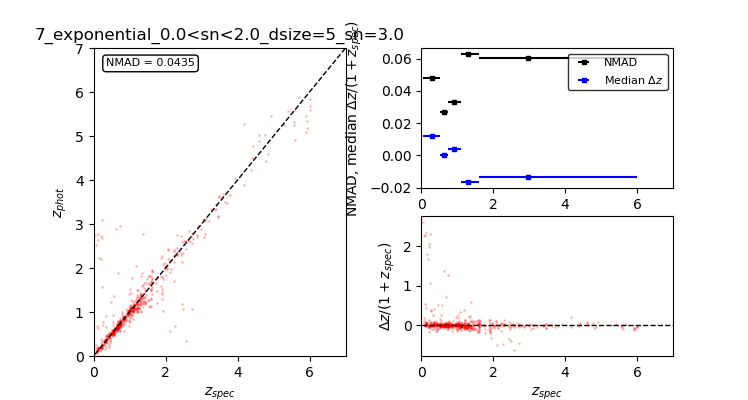 7_exponential_0.0<sn<2.0_dsize=5_sn=3.0
NMAD = 0.0435
7
6
5
4
3
2
1
0
z_phot
0 2 4 6
z_spec
NMAD, median Δz/(1 + z_spec)
0.06
0.04
0.02
0.00
−0.02
NMAD
Median Δz
0 2 4 6
Δz/(1 + z_spec)
2
1
0
0 2 4 6
z_spec